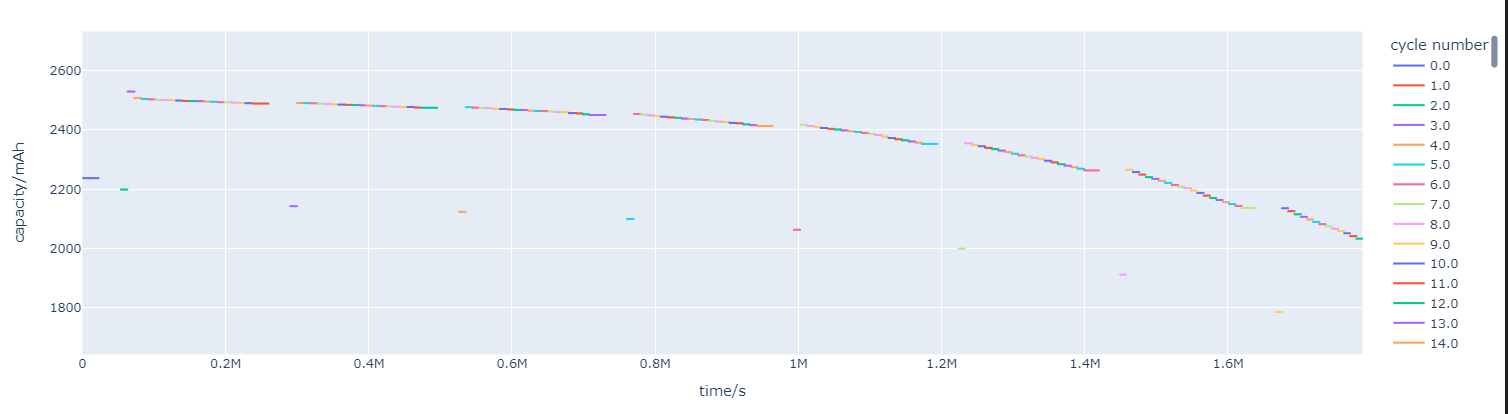 capacity/mAh
2600
2400
2200
2000
1800
0
0.2M
0.4M
0.6M
0.8M
1M
1.2M
1.4M
1.6M
time/s
cycle number
0.0
1.0
2.0
3.0
4.0
5.0
6.0
7.0
8.0
9.0
10.0
11.0
12.0
13.0
14.0